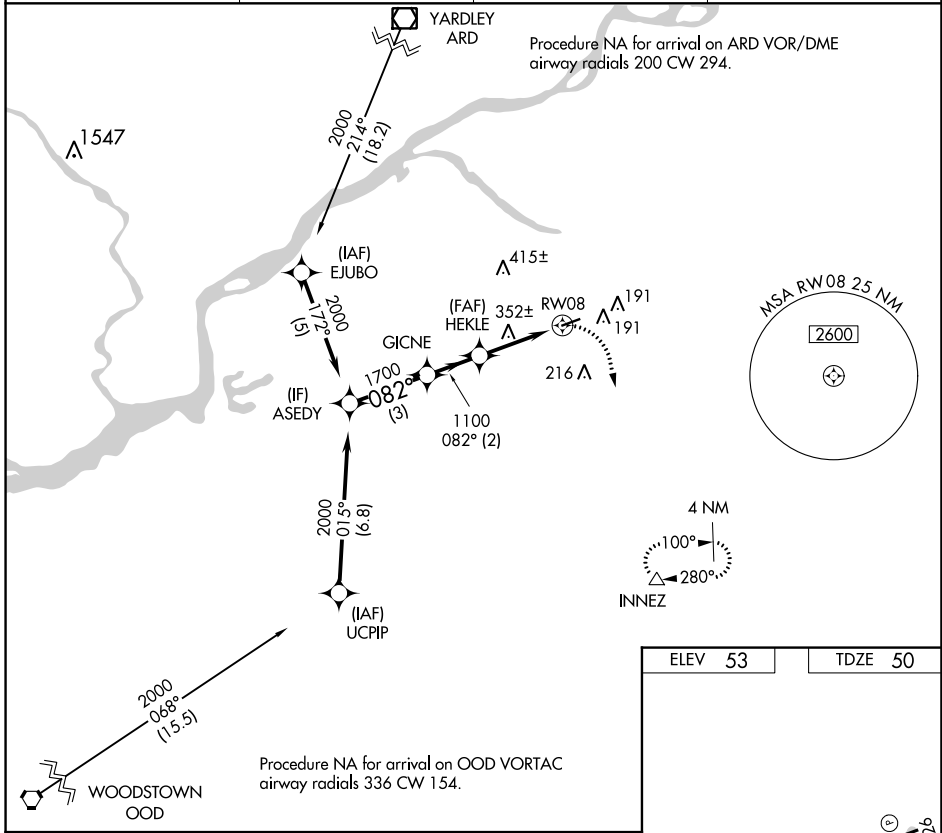 YARDLEY
ARD
Procedure NA for arrival on ARD VOR/DME
airway radials 200 CW 294.
2000
214°
(18.2)
1547
(IAF)
EJUBO
2000
172°
(5)
415±
(FAF)
HEKLE
352±
RW08
191
191
GICNE
216
MSA RW08 25 NM
2600
(IF)
ASEDY
1700
082°
(3)
1100
082° (2)
2000
015°
(6.8)
4 NM
100°
280°
INNEZ
(IAF)
UCPIP
2000
068°
(15.5)
ELEV 53
TDZE 50
Procedure NA for arrival on OOD VORTAC
airway radials 336 CW 154.
WOODSTOWN
OOD
P
26